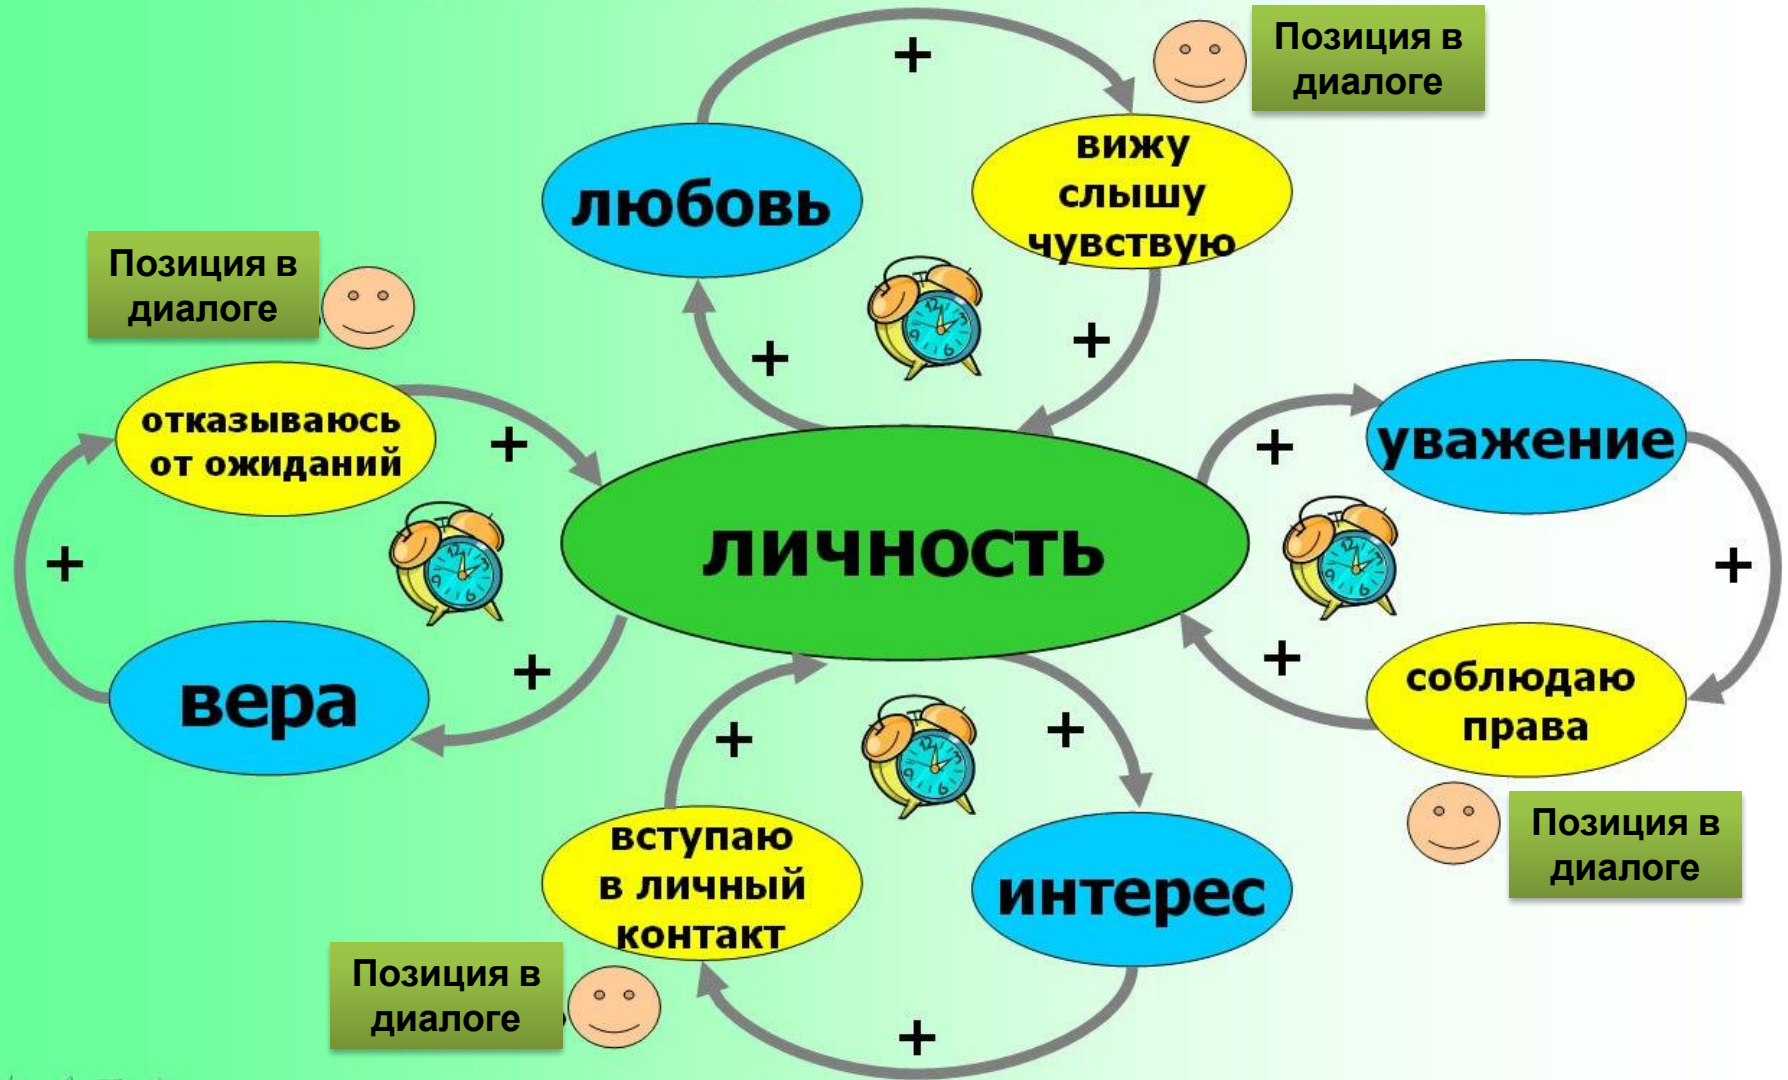 Позиция в
диалоге
+
вижу
слышу
чувствую
любовь
Позиция в
диалоге
+
+
отказываюсь
от ожиданий
+
+
уважение
+
личность
+
+
+
+
вера
соблюдаю
права
+
+
вступаю
в личный
контакт
интерес
Позиция в
диалоге
Позиция в
диалоге
+